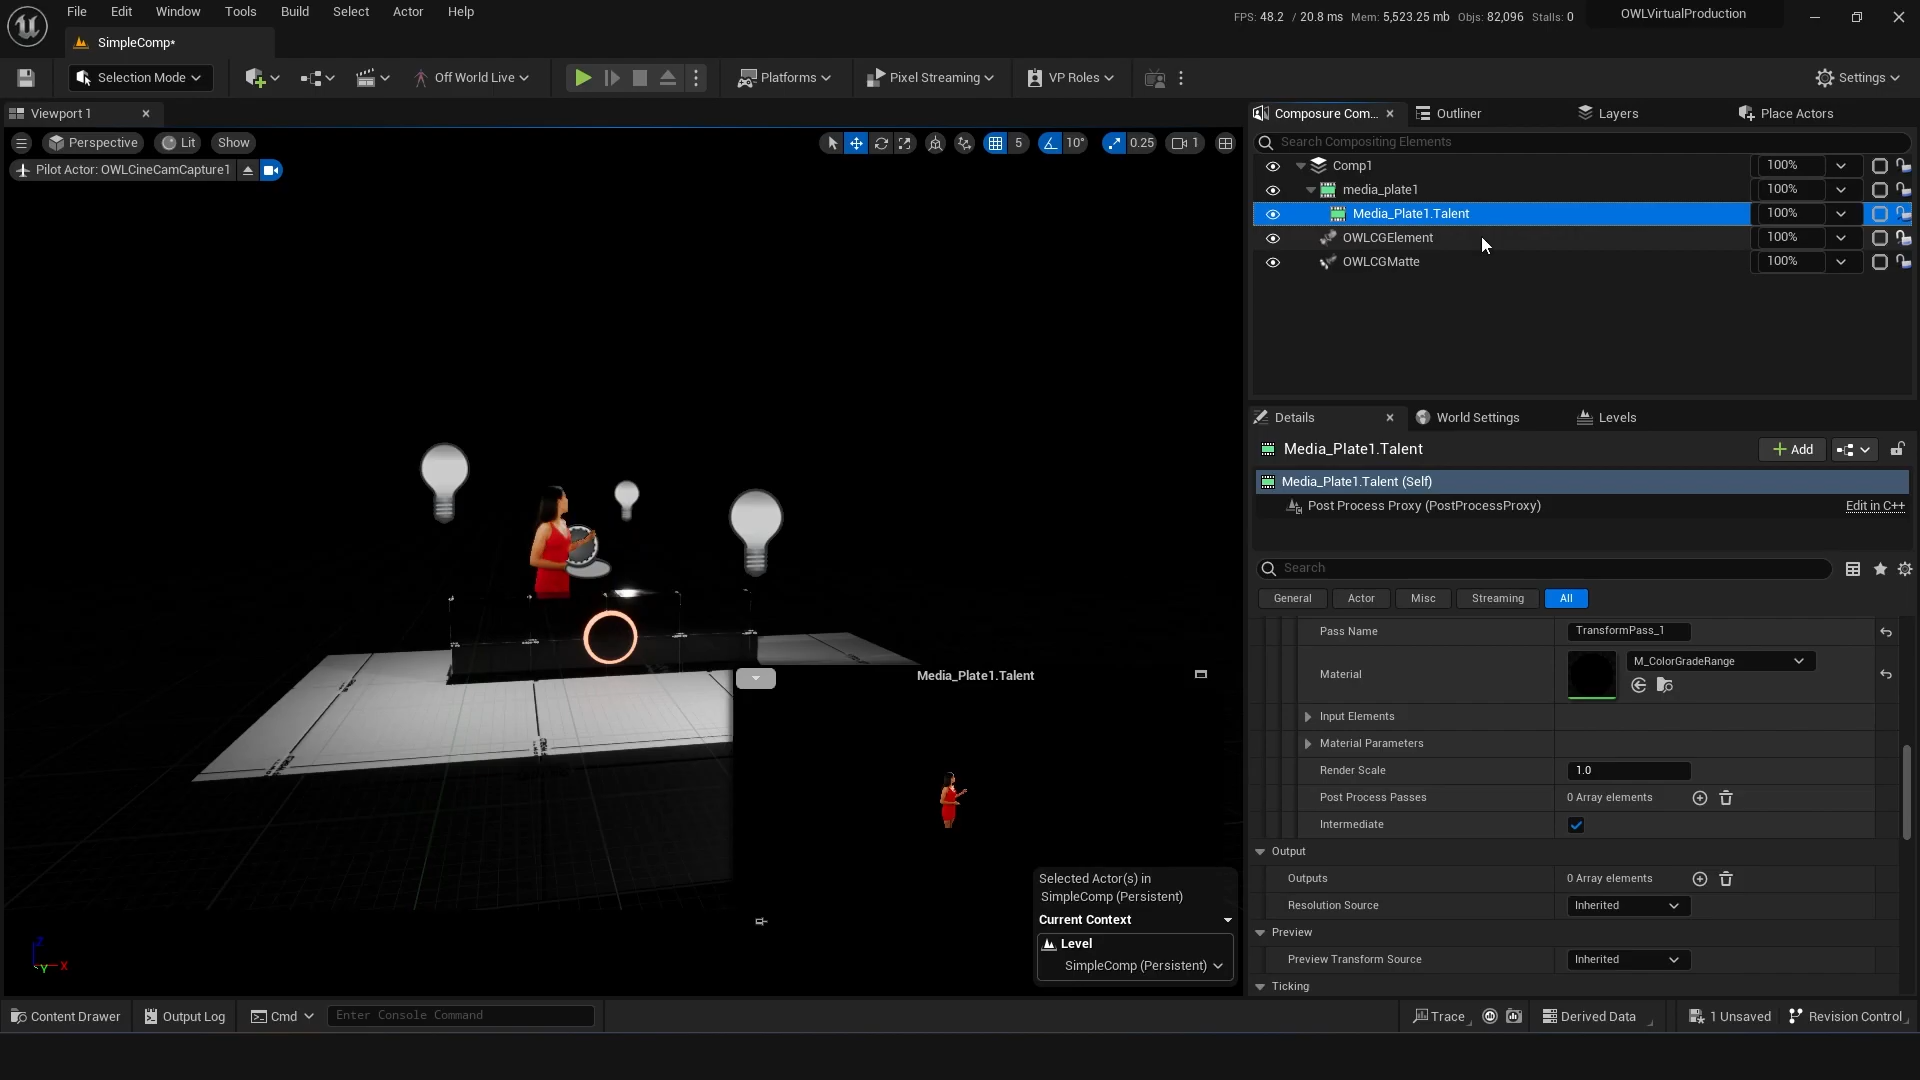 File Edit Window Tools Build Select Actor Help
FPS: 48.2 / 20.8 ms Mem: 5,523.25 mb Objs: 82,096 Stalls: 0
OWLVirtualProduction
SimpleComp*
Selection Mode
Off World Live
Platforms
Pixel Streaming
VP Roles
Settings
Viewport 1
Perspective
Lit
Show
5
10°
0.25
1
Pilot Actor: OWLCineCamCapture1
Composure Com...
Outliner
Layers
Place Actors
Search Compositing Elements
Comp1 100%
media_plate1 100%
Media_Plate1.Talent 100%
OWLCGElement 100%
OWLCGMatte 100%
Details
World Settings
Levels
Media_Plate1.Talent
Add
Media_Plate1.Talent (Self)
Post Process Proxy (PostProcessProxy)
Edit in C++
Search
General
Actor
Misc
Streaming
All
Pass Name TransformPass_1
Material M_ColorGradeRange
Input Elements
Material Parameters
Render Scale 1.0
Post Process Passes 0 Array elements
Intermediate
Output
Outputs 0 Array elements
Resolution Source Inherited
Preview
Preview Transform Source Inherited
Ticking
Media_Plate1.Talent
Selected Actor(s) in
SimpleComp (Persistent)
Current Context
Level
SimpleComp (Persistent)
Z
Y
X
Content Drawer
Output Log
Cmd
Enter Console Command
Trace
Derived Data
1 Unsaved
Revision Control